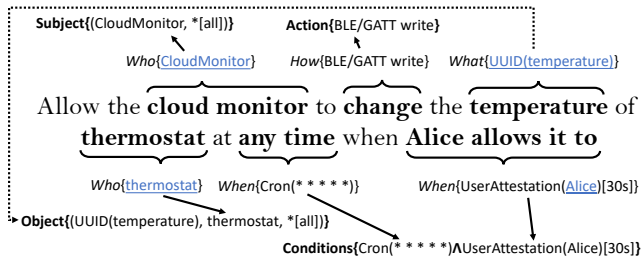 Subject{(CloudMonitor, *[all])} Action{BLE/GATT write}
Who{CloudMonitor} How{BLE/GATT write} What{UUID(temperature)}
Allow the cloud monitor to change the temperature of
thermostat at any time when Alice allows it to
Who{thermostat} When{Cron(* * * * *)} When{UserAttestation(Alice)[30s]}
Object{(UUID(temperature), thermostat, *[all])}
Conditions{Cron(* * * * *)∧UserAttestation(Alice)[30s]}